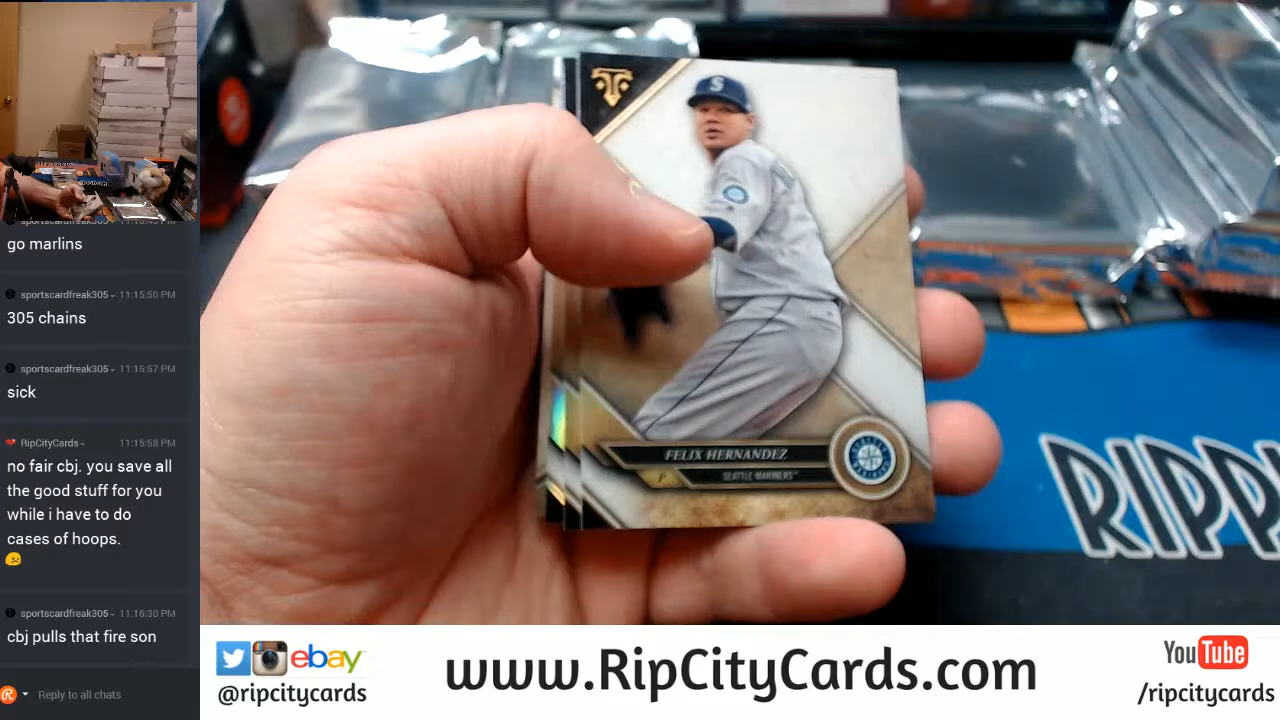 sportscardfreak305
go marlins
sportscardfreak305
11:15:50 PM
305 chains
sportscardfreak305
11:15:57 PM
sick
RipCityCards
11:15:58 PM
no fair cbj. you save all
the good stuff for you
while i have to do
cases of hoops.
sportscardfreak305
11:16:30 PM
cbj pulls that fire son
Reply to all chats
S
FELIX HERNANDEZ
P
SEATTLE MARINERS™
RIPP
ebay
@ripcitycards
www.RipCityCards.com
YouTube
/ripcitycards